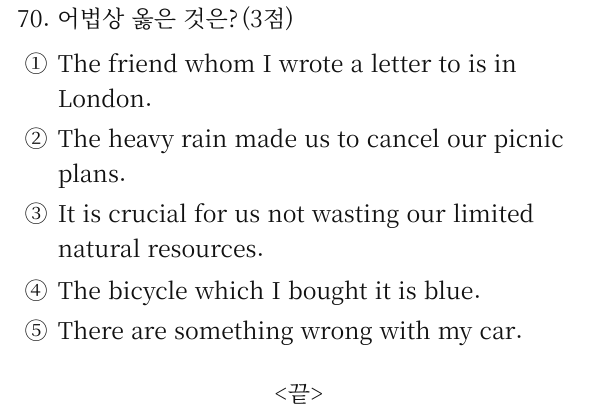 70. 어법상 옳은 것은?(3점)
① The friend whom I wrote a letter to is in
London.
② The heavy rain made us to cancel our picnic
plans.
③ It is crucial for us not wasting our limited
natural resources.
④ The bicycle which I bought it is blue.
⑤ There are something wrong with my car.
<끝>